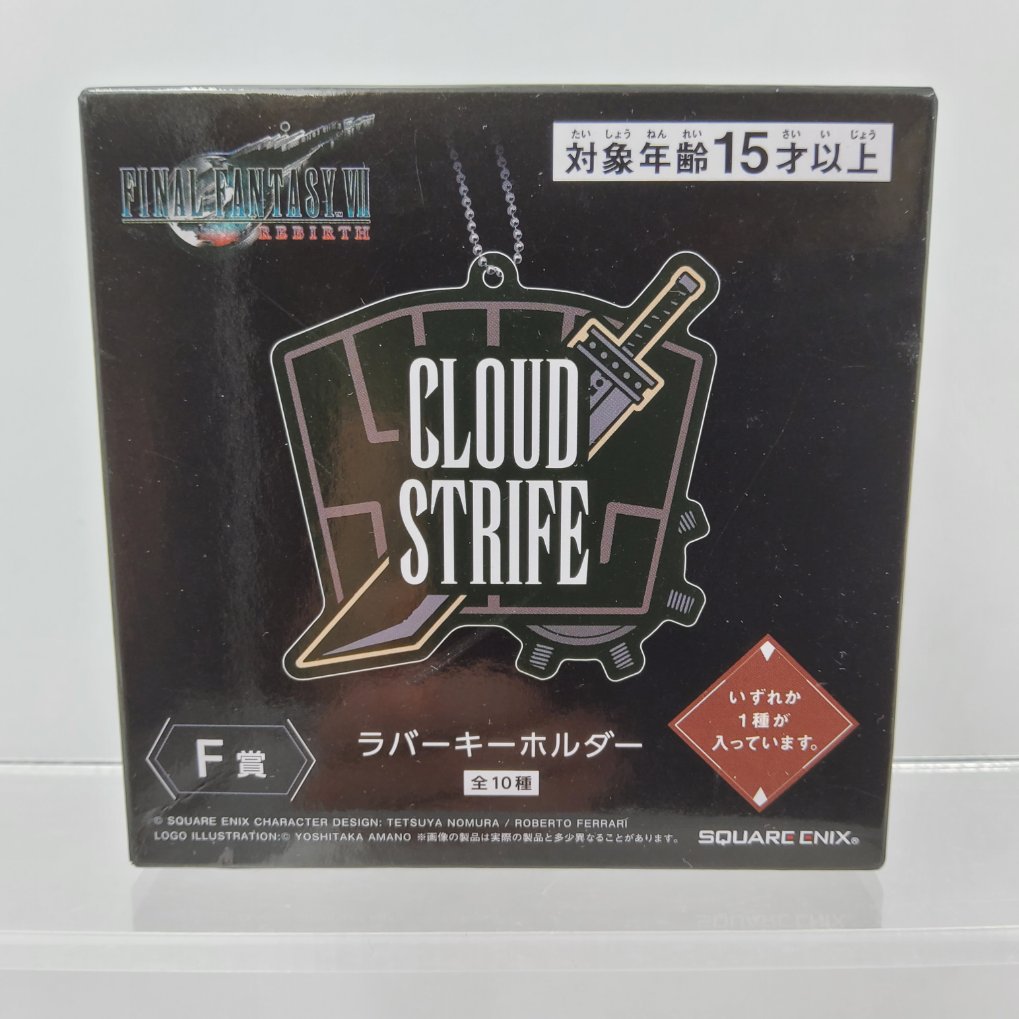 FINAL FANTASY VII
REBIRTH
たいしょうねんれい さいいじょう
対象年齢15才以上
CLOUD
STRIFE
いずれか
1種が
入っています。
F賞
ラバーキーホルダー
全10種
© SQUARE ENIX CHARACTER DESIGN: TETSUYA NOMURA / ROBERTO FERRARI
LOGO ILLUSTRATION:© YOSHITAKA AMANO ※画像の製品は実際の製品と多少異なることがあります。
SQUARE ENIX®